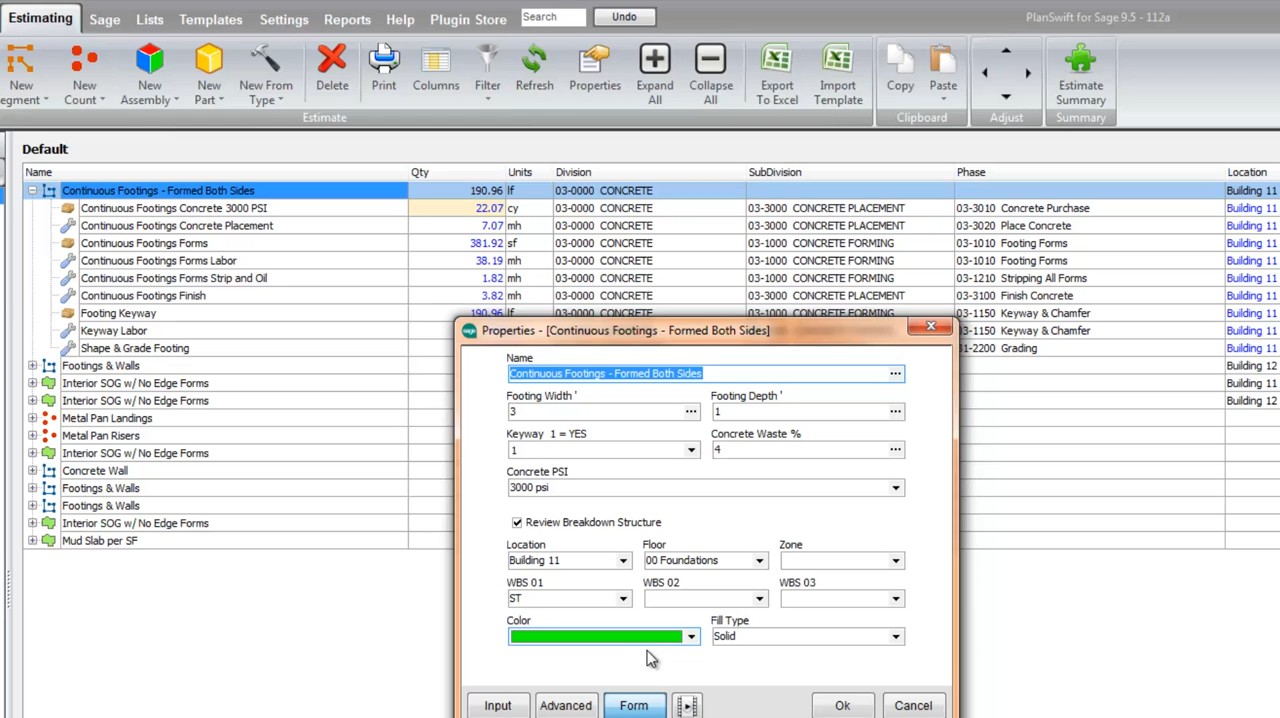 Estimating Sage Lists Templates Settings Reports Help Plugin Store Search Undo PlanSwift for Sage 9.5 - 112a
New New New New New From Delete Print Columns Filter Refresh Properties Expand Collapse Export Import Copy Paste Estimate
egment Count Assembly Part Type All All To Excel Template Summary
Estimate Clipboard Adjust Summary
Default
Name Qty Units Division SubDivision Phase Location
Continuous Footings - Formed Both Sides 190.96 lf 03-0000 CONCRETE Building 11
Continuous Footings Concrete 3000 PSI 22.07 cy 03-0000 CONCRETE 03-3000 CONCRETE PLACEMENT 03-3010 Concrete Purchase Building 11
Continuous Footings Concrete Placement 7.07 mh 03-0000 CONCRETE 03-3000 CONCRETE PLACEMENT 03-3020 Place Concrete Building 11
Continuous Footings Forms 381.92 sf 03-0000 CONCRETE 03-1000 CONCRETE FORMING 03-1010 Footing Forms Building 11
Continuous Footings Forms Labor 38.19 mh 03-0000 CONCRETE 03-1000 CONCRETE FORMING 03-1010 Footing Forms Building 11
Continuous Footings Forms Strip and Oil 1.82 mh 03-0000 CONCRETE 03-1000 CONCRETE FORMING 03-1210 Stripping All Forms Building 11
Continuous Footings Finish 3.82 mh 03-0000 CONCRETE 03-3000 CONCRETE PLACEMENT 03-3100 Finish Concrete Building 11
Footing Keyway 190.96 lf 03-0000 CONCRETE 03-1000 CONCRETE FORMING 03-1150 Keyway & Chamfer Building 11
Keyway Labor 03-1150 Keyway & Chamfer Building 11
Shape & Grade Footing 31-2200 Grading Building 11
Footings & Walls Building 12
Interior SOG w/ No Edge Forms Building 11
Interior SOG w/ No Edge Forms Building 12
Metal Pan Landings
Metal Pan Risers
Interior SOG w/ No Edge Forms
Concrete Wall
Footings & Walls
Footings & Walls
Interior SOG w/ No Edge Forms
Mud Slab per SF
Properties - [Continuous Footings - Formed Both Sides]
Name
Continuous Footings - Formed Both Sides
Footing Width ' Footing Depth '
3 1
Keyway 1 = YES Concrete Waste %
1 4
Concrete PSI
3000 psi
Review Breakdown Structure
Location Floor Zone
Building 11 00 Foundations
WBS 01 WBS 02 WBS 03
ST
Color Fill Type
Solid
Input Advanced Form Ok Cancel